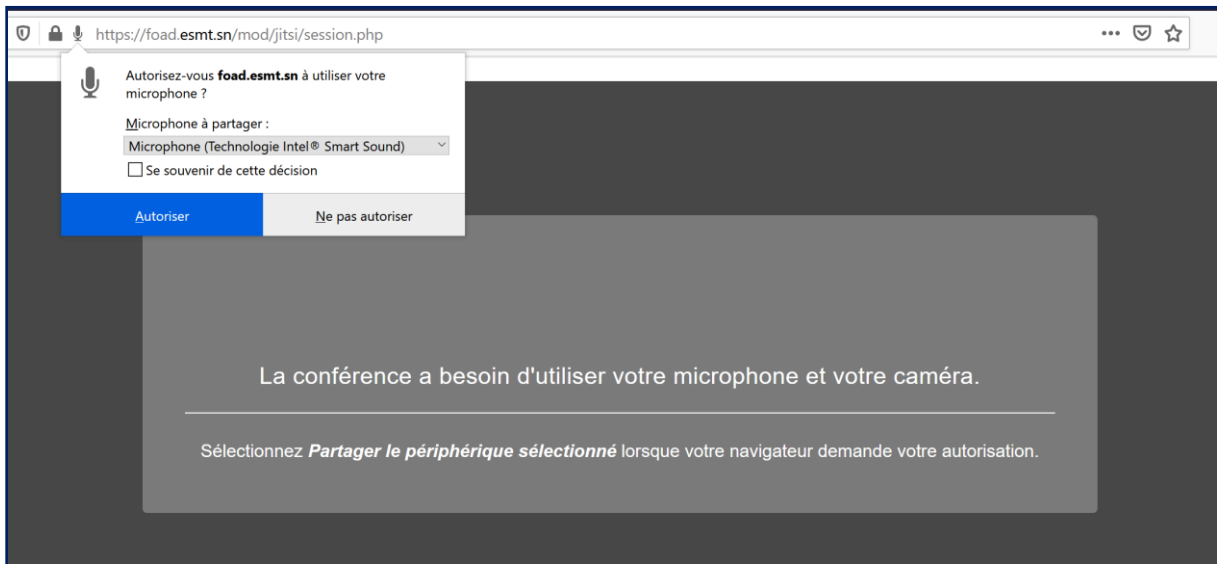 https://foad.esmt.sn/mod/jitsi/session.php
Autorisez-vous foad.esmt.sn à utiliser votre
microphone ?
Microphone à partager :
Microphone (Technologie Intel® Smart Sound)
Se souvenir de cette décision
Autoriser
Ne pas autoriser
La conférence a besoin d'utiliser votre microphone et votre caméra.
Sélectionnez Partager le périphérique sélectionné lorsque votre navigateur demande votre autorisation.